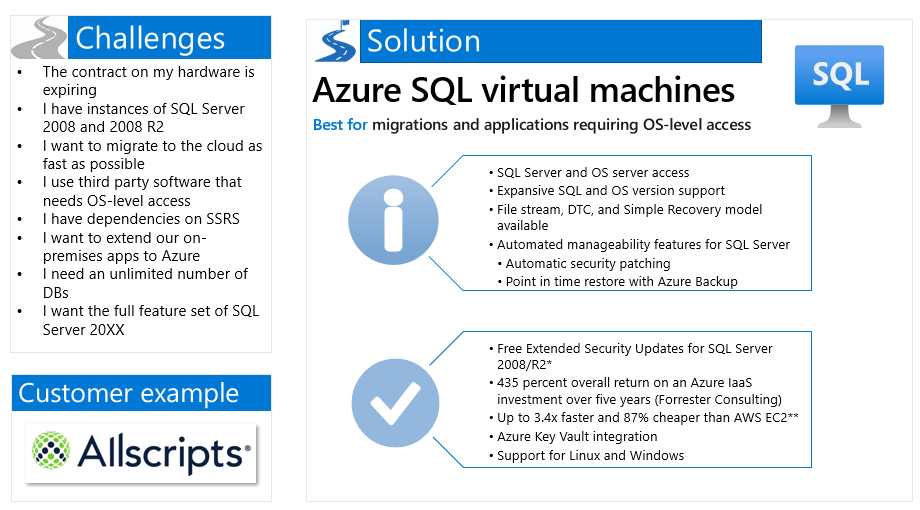 Challenges
• The contract on my hardware is
expiring
• I have instances of SQL Server
2008 and 2008 R2
• I want to migrate to the cloud as
fast as possible
• I use third party software that
needs OS-level access
• I have dependencies on SSRS
• I want to extend our on-
premises apps to Azure
• I need an unlimited number of
DBs
• I want the full feature set of SQL
Server 20XX
Customer example
Allscripts®
Solution
SQL
Azure SQL virtual machines
Best for migrations and applications requiring OS-level access
• SQL Server and OS server access
• Expansive SQL and OS version support
• File stream, DTC, and Simple Recovery model
available
• Automated manageability features for SQL Server
• Automatic security patching
• Point in time restore with Azure Backup
• Free Extended Security Updates for SQL Server
2008/R2*
• 435 percent overall return on an Azure IaaS
investment over five years (Forrester Consulting)
• Up to 3.4x faster and 87% cheaper than AWS EC2**
• Azure Key Vault integration
• Support for Linux and Windows